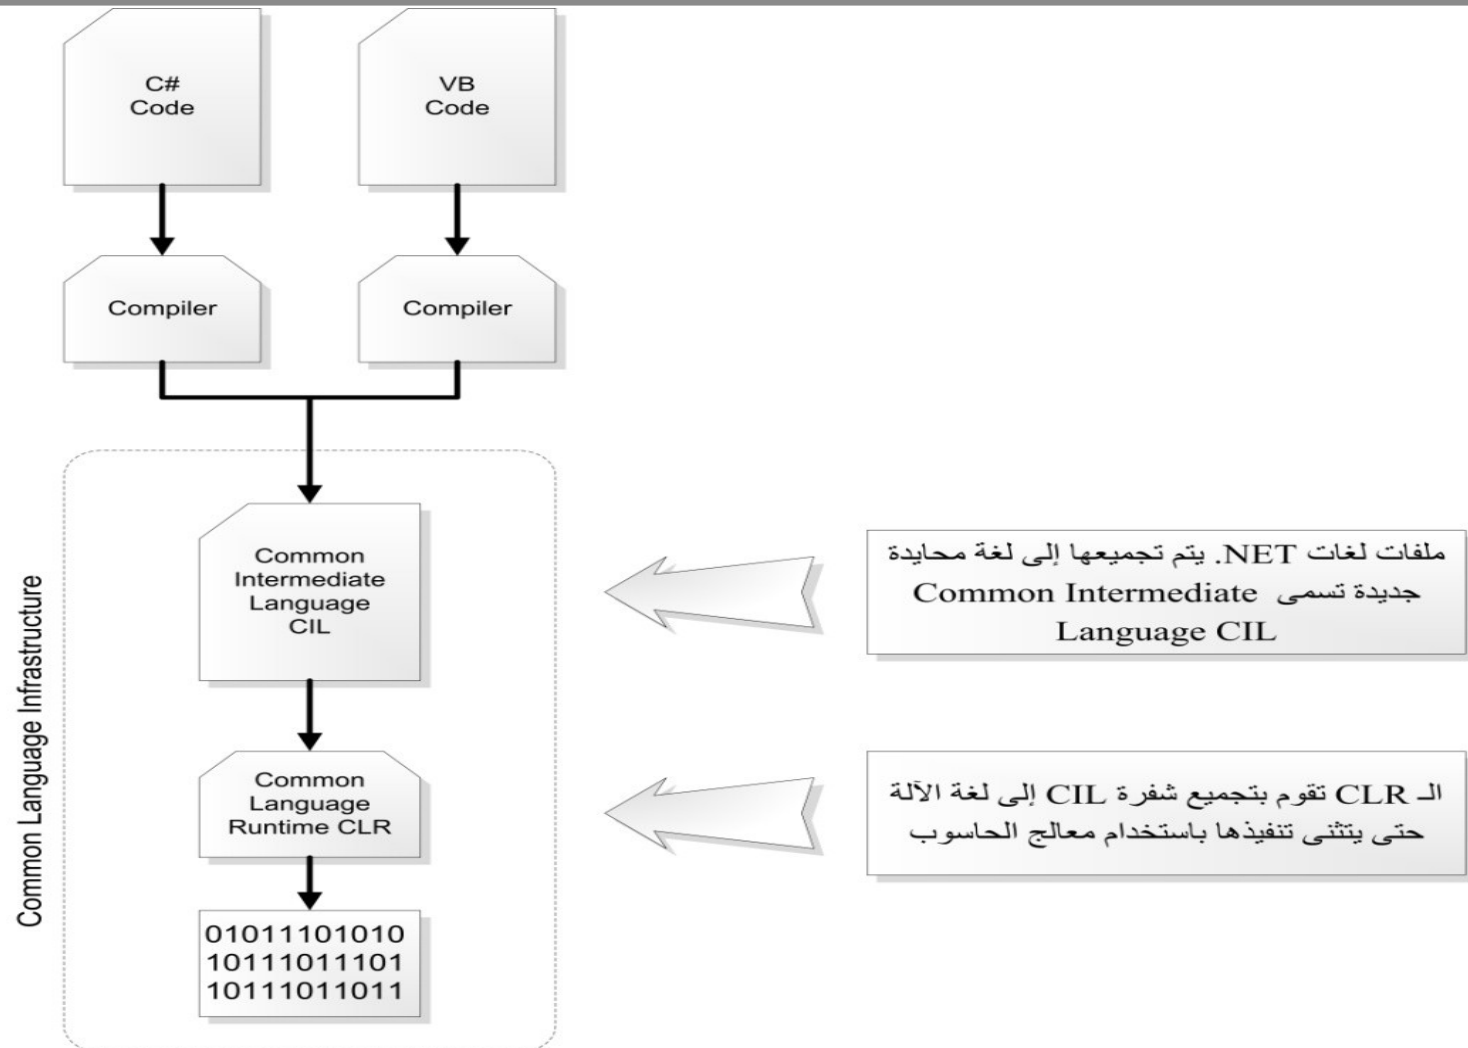 C#
Code
VB
Code
Compiler
Compiler
Common
Intermediate
Language
CIL
ملفات لغات NET. يتم تجميعها إلى لغة محايدة
جديدة تسمى Common Intermediate
Language CIL
Common Language Infrastructure
Common
Language
Runtime CLR
الـ CLR تقوم بتجميع شفرة CIL إلى لغة الآلة
حتى يتثنى تنفيذها باستخدام معالج الحاسوب
01011101010
10111011101
10111011011